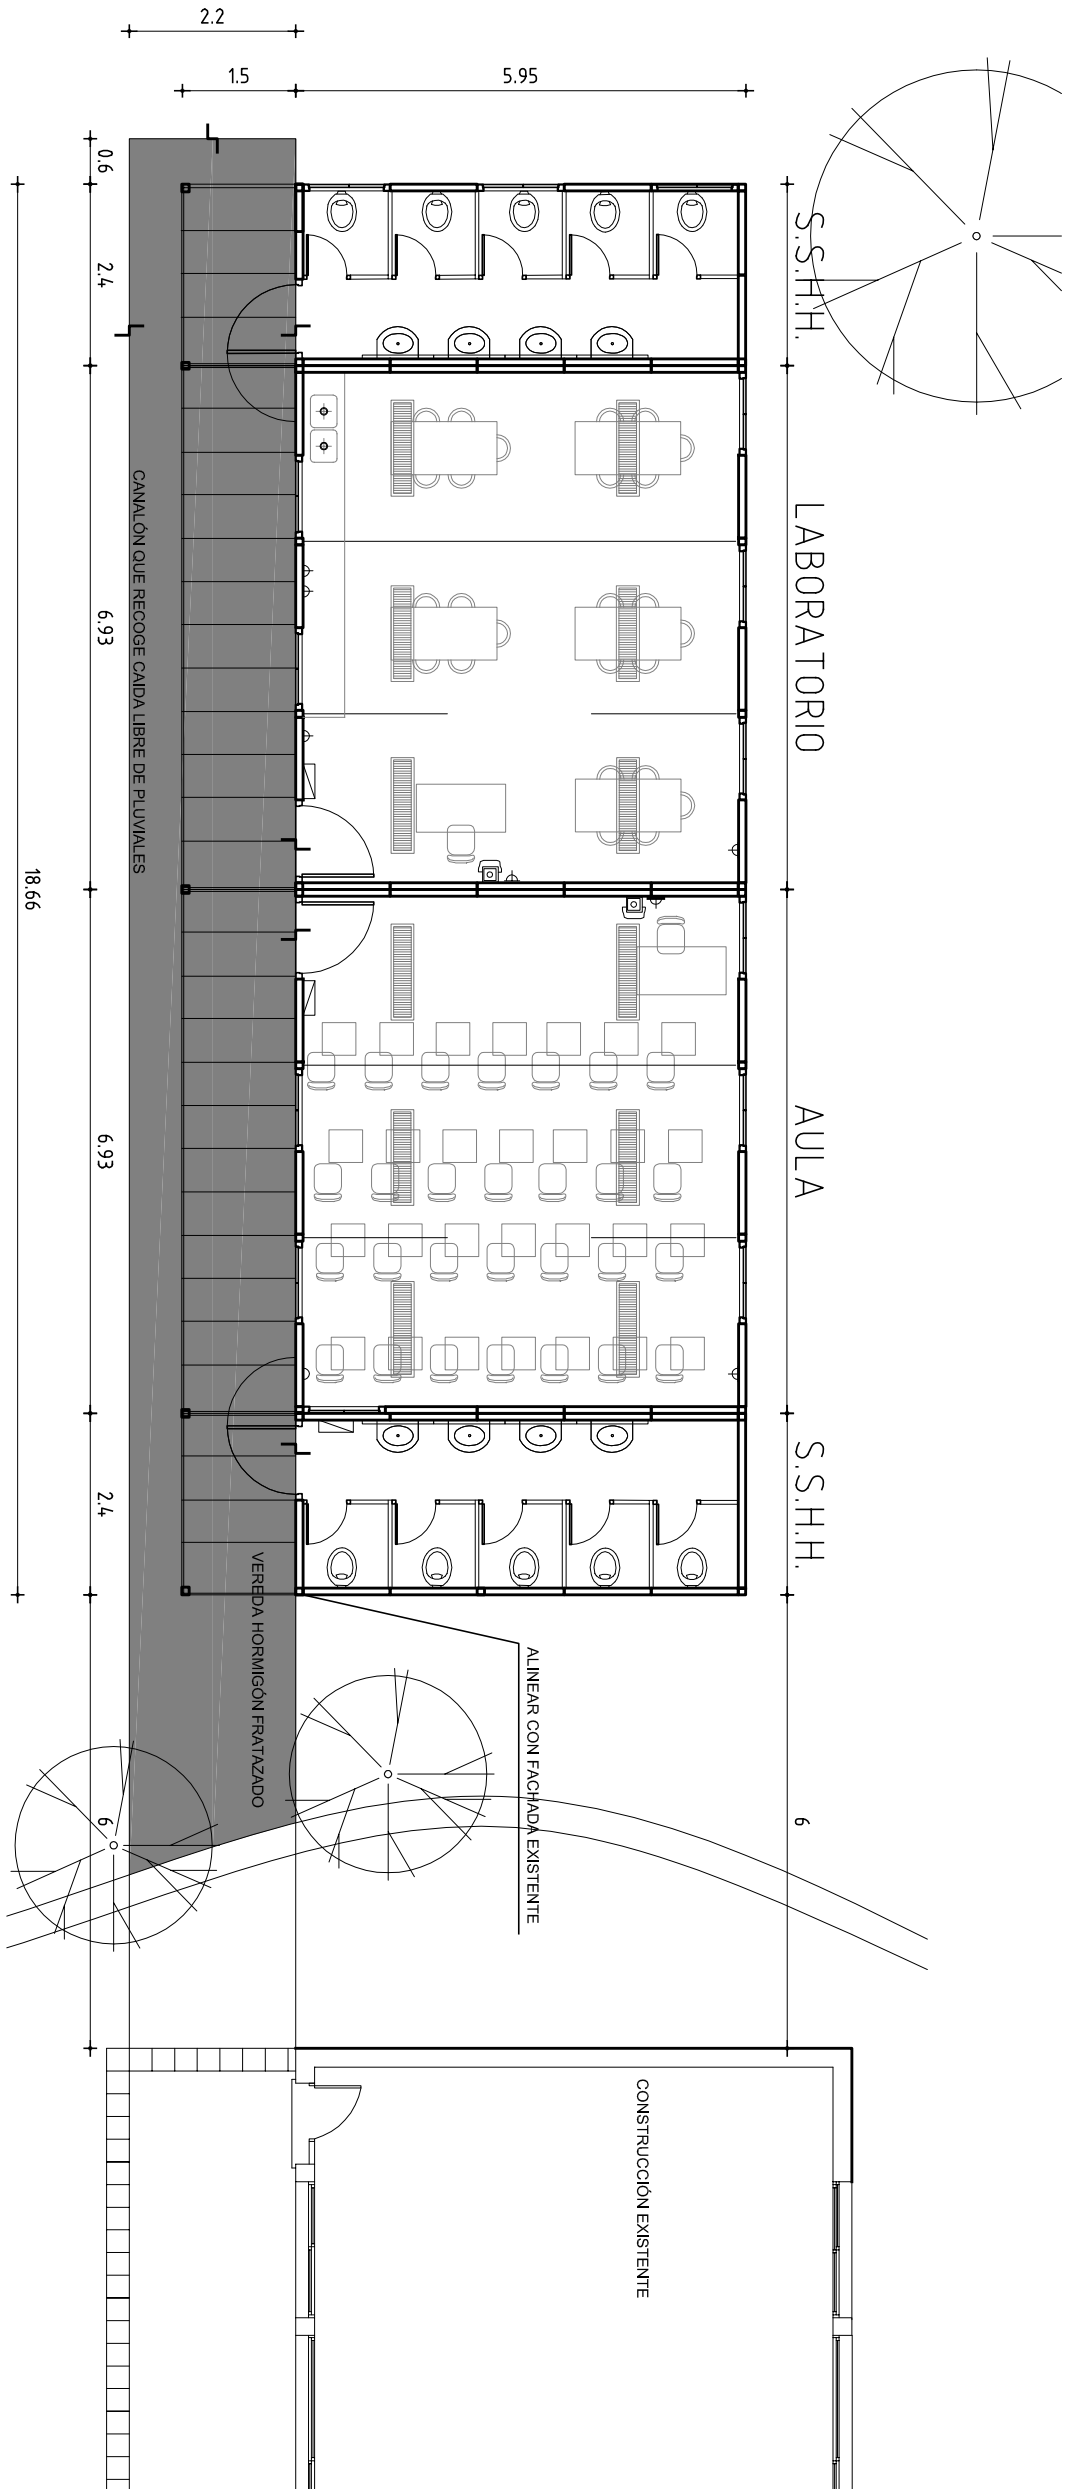 2.2
1.5
5.95
0.6
2.4
6.93
6.93
2.4
6
18.66
S.S.H.H.
LABORATORIO
AULA
S.S.H.H.
6
CANALÓN QUE RECOGE CAIDA LIBRE DE PLUVIALES
VEREDA HORMIGÓN FRATAZADO
ALINEAR CON FACHADA EXISTENTE
CONSTRUCCIÓN EXISTENTE